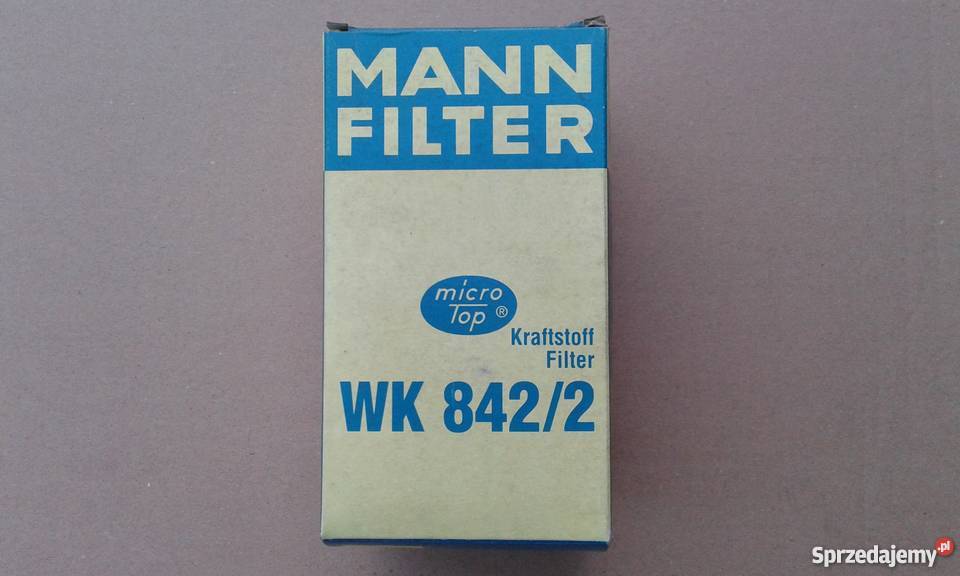 MANN
FILTER
micro
Top ®
Kraftstoff
Filter
WK 842/2
Sprzedajemy.pl